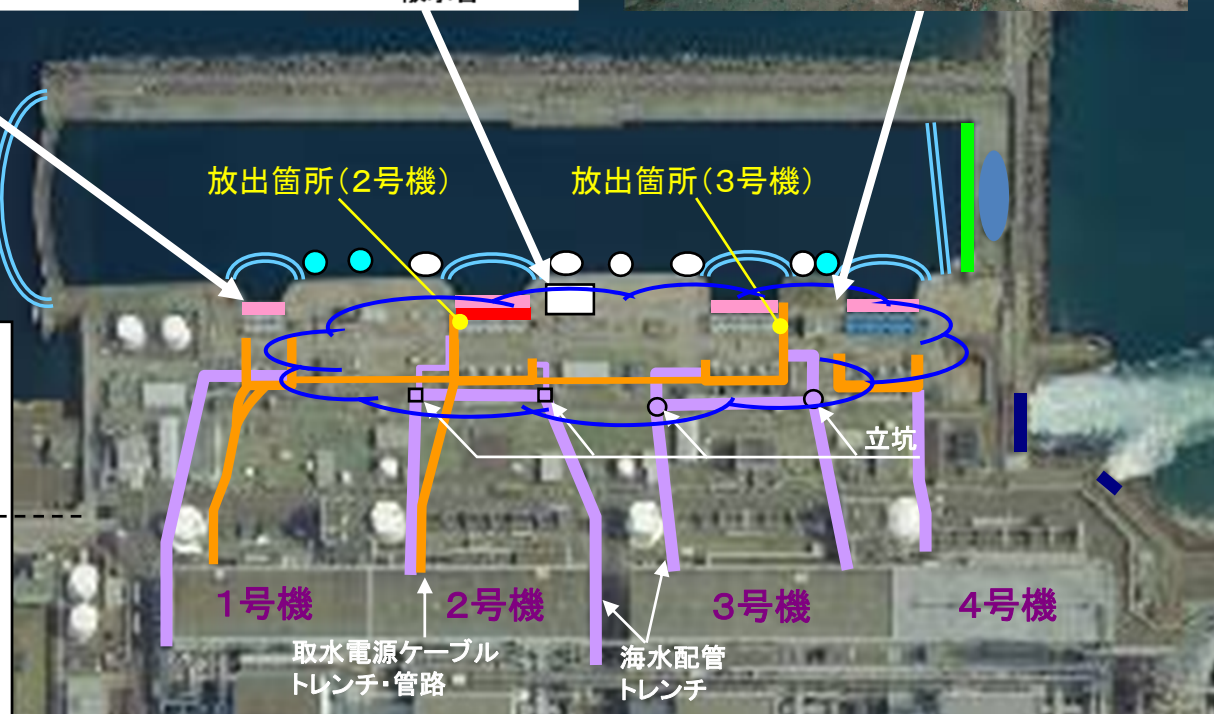 放出箇所(2号機)
放出箇所(3号機)
立坑
1号機
2号機
3号機
4号機
取水電源ケーブル
トレンチ・管路
海水配管
トレンチ